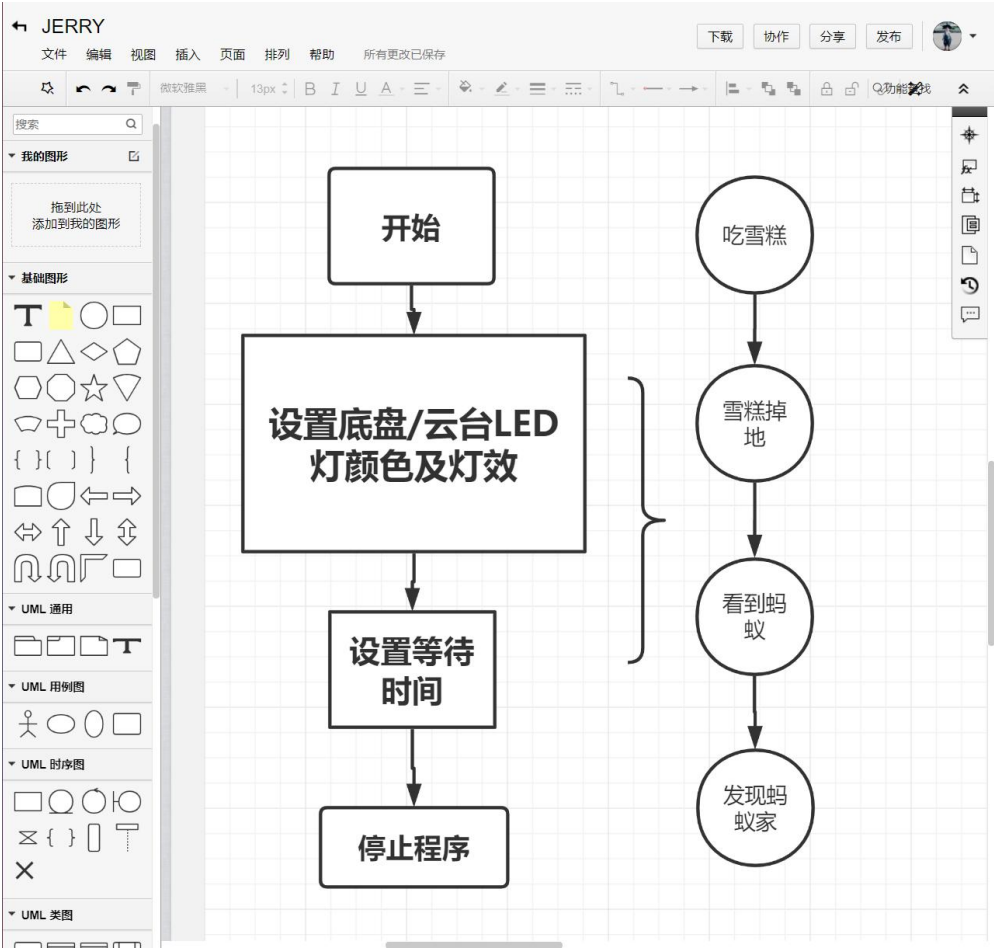 JERRY
文件 编辑 视图 插入 页面 排列 帮助 所有更改已保存
下载 协作 分享 发布
微软雅黑 13px B I U A
搜索
我的图形
拖到此处
添加到我的图形
基础图形
T
UML 通用
T
UML 用例图
UML 时序图
UML 类图
开始
设置底盘/云台LED
灯颜色及灯效
设置等待
时间
停止程序
吃雪糕
雪糕掉
地
看到蚂
蚁
发现蚂
蚁家